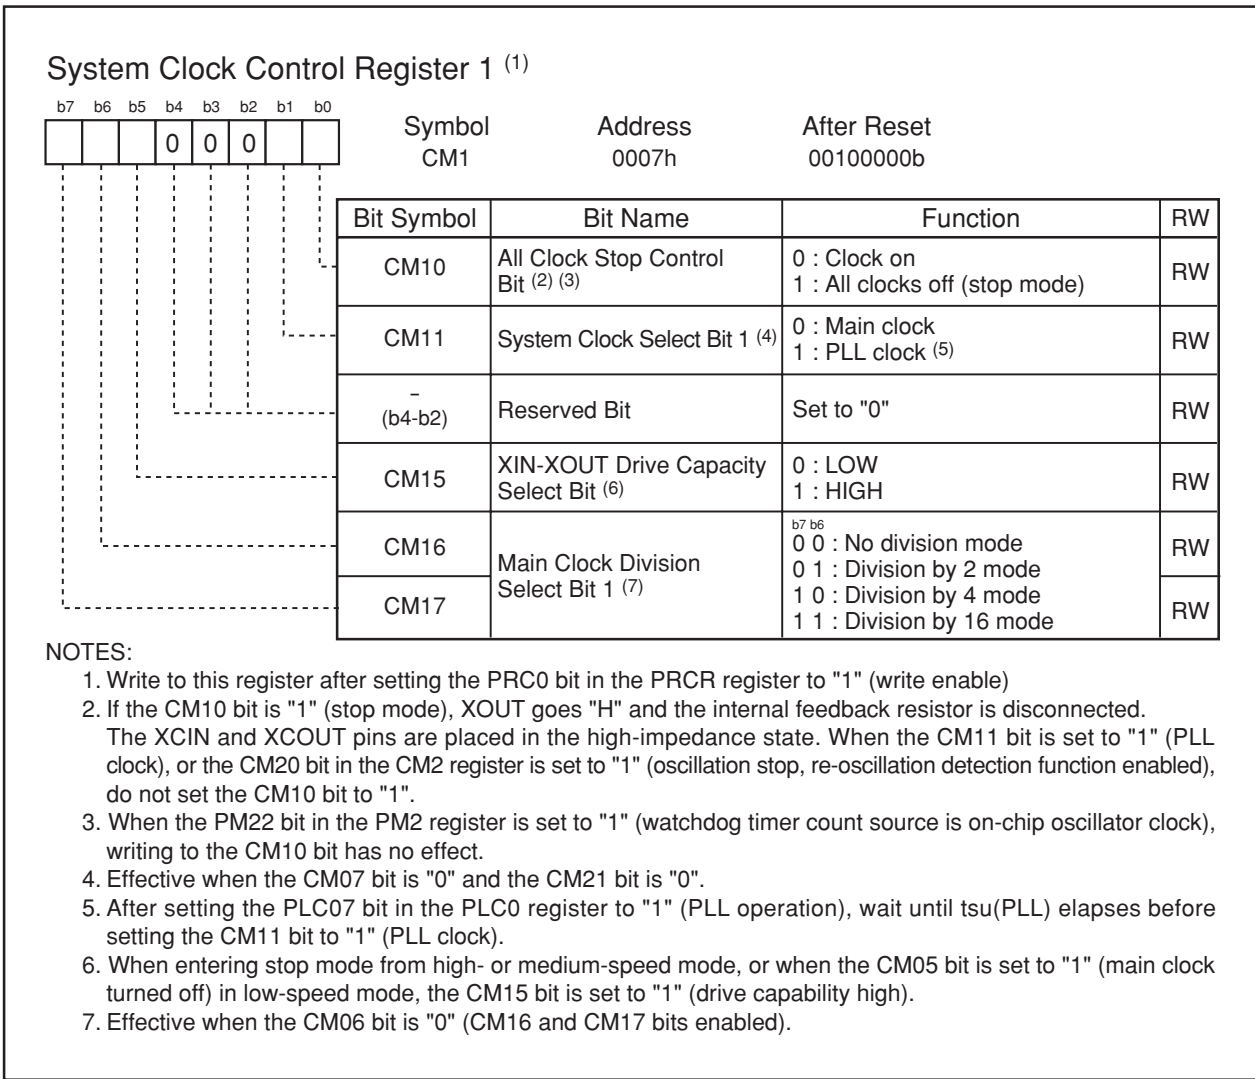 System Clock Control Register 1 (1)
b7 b6 b5 b4 b3 b2 b1 b0
0 0 0
Symbol Address After Reset
CM1 0007h 00100000b
Bit Symbol Bit Name Function RW
CM10 All Clock Stop Control Bit (2) (3) 0 : Clock on RW
1 : All clocks off (stop mode)
CM11 System Clock Select Bit 1 (4) 0 : Main clock RW
1 : PLL clock (5)
– (b4-b2) Reserved Bit Set to "0" RW
CM15 XIN-XOUT Drive Capacity Select Bit (6) 0 : LOW RW
1 : HIGH
CM16 Main Clock Division Select Bit 1 (7) b7 b6 RW
0 0 : No division mode
0 1 : Division by 2 mode
CM17 1 0 : Division by 4 mode RW
1 1 : Division by 16 mode
NOTES:
1. Write to this register after setting the PRC0 bit in the PRCR register to "1" (write enable)
2. If the CM10 bit is "1" (stop mode), XOUT goes "H" and the internal feedback resistor is disconnected.
The XCIN and XCOUT pins are placed in the high-impedance state. When the CM11 bit is set to "1" (PLL
clock), or the CM20 bit in the CM2 register is set to "1" (oscillation stop, re-oscillation detection function enabled),
do not set the CM10 bit to "1".
3. When the PM22 bit in the PM2 register is set to "1" (watchdog timer count source is on-chip oscillator clock),
writing to the CM10 bit has no effect.
4. Effective when the CM07 bit is "0" and the CM21 bit is "0".
5. After setting the PLC07 bit in the PLC0 register to "1" (PLL operation), wait until tsu(PLL) elapses before
setting the CM11 bit to "1" (PLL clock).
6. When entering stop mode from high- or medium-speed mode, or when the CM05 bit is set to "1" (main clock
turned off) in low-speed mode, the CM15 bit is set to "1" (drive capability high).
7. Effective when the CM06 bit is "0" (CM16 and CM17 bits enabled).